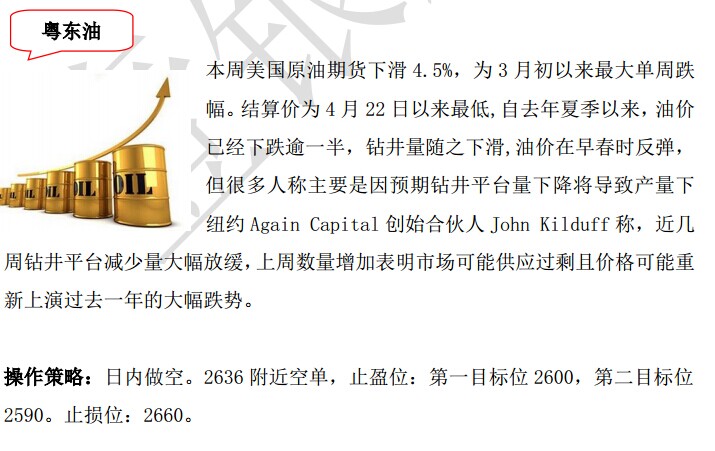 粤东油
本周美国原油期货下滑 4.5%，为 3 月初以来最大单周跌
幅。结算价为 4 月 22 日以来最低,自去年夏季以来，油价
已经下跌逾一半，钻井量随之下滑,油价在早春时反弹，
但很多人称主要是因预期钻井平台量下降将导致产量下
纽约 Again Capital 创始合伙人 John Kilduff 称，近几
周钻井平台减少量大幅放缓，上周数量增加表明市场可能供应过剩且价格可能重
新上演过去一年的大幅跌势。
OIL
OIL
操作策略：日内做空。2636 附近空单，止盈位：第一目标位 2600，第二目标位
2590。止损位：2660。